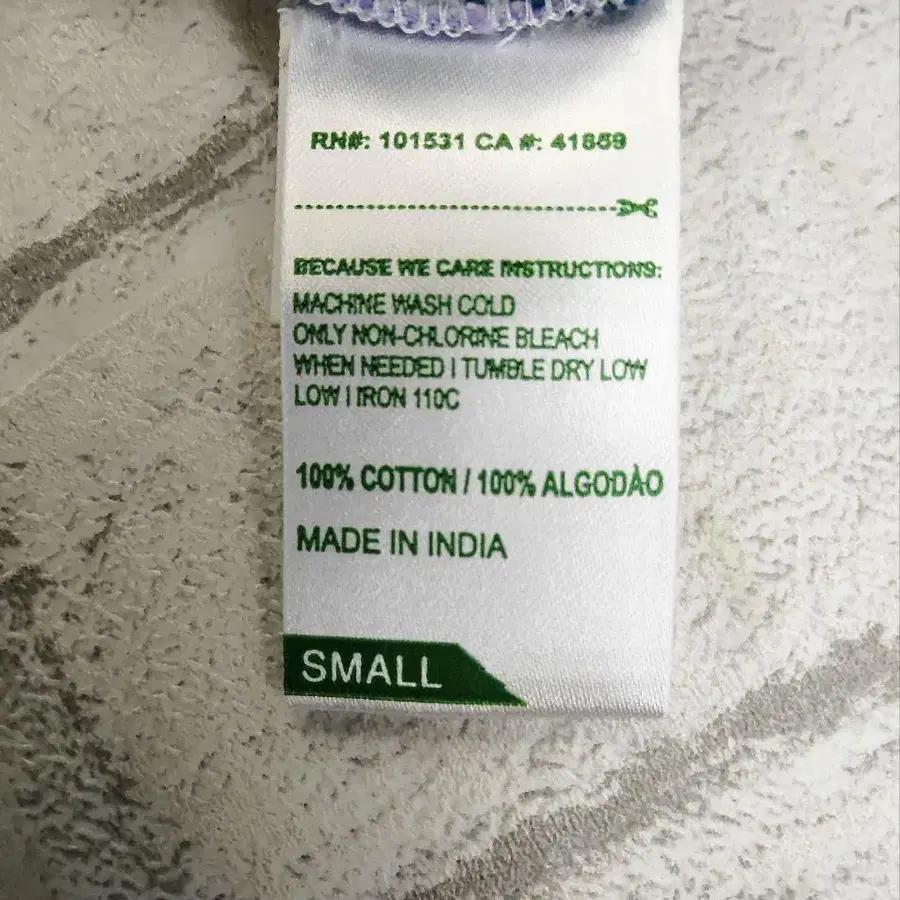 RN#: 101531 CA #: 41859
BECAUSE WE CARE INSTRUCTIONS:
MACHINE WASH COLD
ONLY NON-CHLORINE BLEACH
WHEN NEEDED | TUMBLE DRY LOW
LOW | IRON 110C
100% COTTON / 100% ALGODÀO
MADE IN INDIA
SMALL